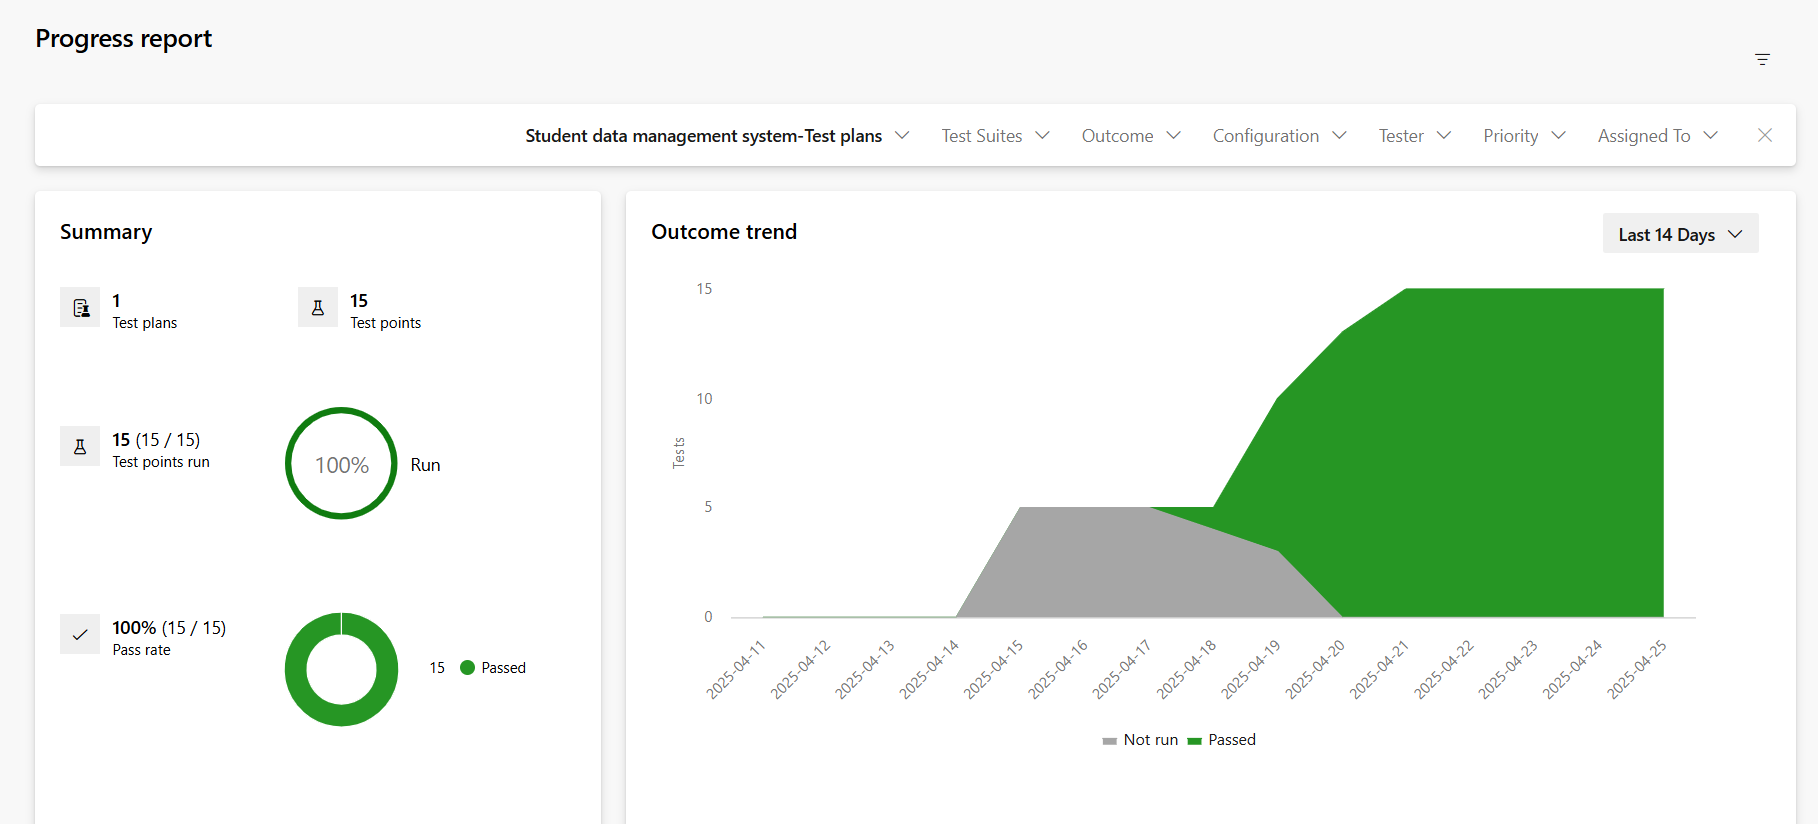 Progress report
Student data management system-Test plans Test Suites Outcome Configuration Tester Priority Assigned To
Summary
1
Test plans
15
Test points
15 (15 / 15)
Test points run
100%
Run
100% (15 / 15)
Pass rate
15 Passed
Outcome trend
Last 14 Days
15
10
5
0
Tests
2025-04-11
2025-04-12
2025-04-13
2025-04-14
2025-04-15
2025-04-16
2025-04-17
2025-04-18
2025-04-19
2025-04-20
2025-04-21
2025-04-22
2025-04-23
2025-04-24
2025-04-25
Not run Passed